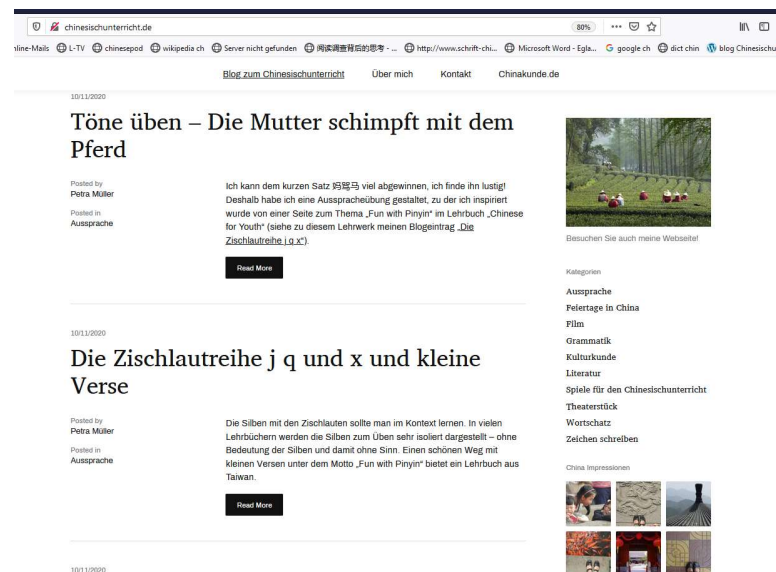 chinesischunterricht.de
80%
nline-Mails L-TV chinesepod wikipedia ch Server nicht gefunden 阅读调查背后的思考 - ... http://www.schrift-chi... Microsoft Word - Egla... google ch dict chin blog Chinesischu
Blog zum Chinesischunterricht Über mich Kontakt Chinakunde.de
10/11/2020
Töne üben – Die Mutter schimpft mit dem
Pferd
Posted by
Petra Müller
Posted in
Aussprache
Ich kann dem kurzen Satz 妈骂马 viel abgewinnen, ich finde ihn lustig!
Deshalb habe ich eine Ausspracheübung gestaltet, zu der ich inspiriert
wurde von einer Seite zum Thema „Fun with Pinyin“ im Lehrbuch „Chinese
for Youth“ (siehe zu diesem Lehrwerk meinen Blogeintrag „Die
Zischlautreihe j q x“).
Read More
10/11/2020
Die Zischlautreihe j q und x und kleine
Verse
Posted by
Petra Müller
Posted in
Aussprache
Die Silben mit den Zischlauten sollte man im Kontext lernen. In vielen
Lehrbüchern werden die Silben zum Üben sehr isoliert dargestellt – ohne
Bedeutung der Silben und damit ohne Sinn. Einen schönen Weg mit
kleinen Versen unter dem Motto „Fun with Pinyin“ bietet ein Lehrbuch aus
Taiwan.
Read More
10/11/2020
Besuchen Sie auch meine Webseite!
Kategorien
Aussprache
Feiertage in China
Film
Grammatik
Kulturkunde
Literatur
Spiele für den Chinesischunterricht
Theaterstück
Wortschatz
Zeichen schreiben
China Impressionen